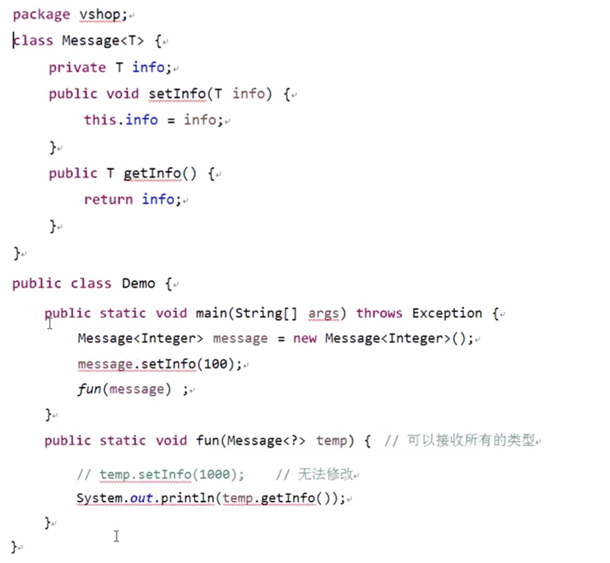 package vshop;
class Message<T> {
    private T info;
    public void setInfo(T info) {
        this.info = info;
    }
    public T getInfo() {
        return info;
    }
}
public class Demo {
    public static void main(String[] args) throws Exception {
        Message<Integer> message = new Message<Integer>();
        message.setInfo(100);
        fun(message) ;
    }
    public static void fun(Message<?> temp) {  // 可以接收所有的类型
        // temp.setInfo(1000);    // 无法修改
        System.out.println(temp.getInfo());
    }
}